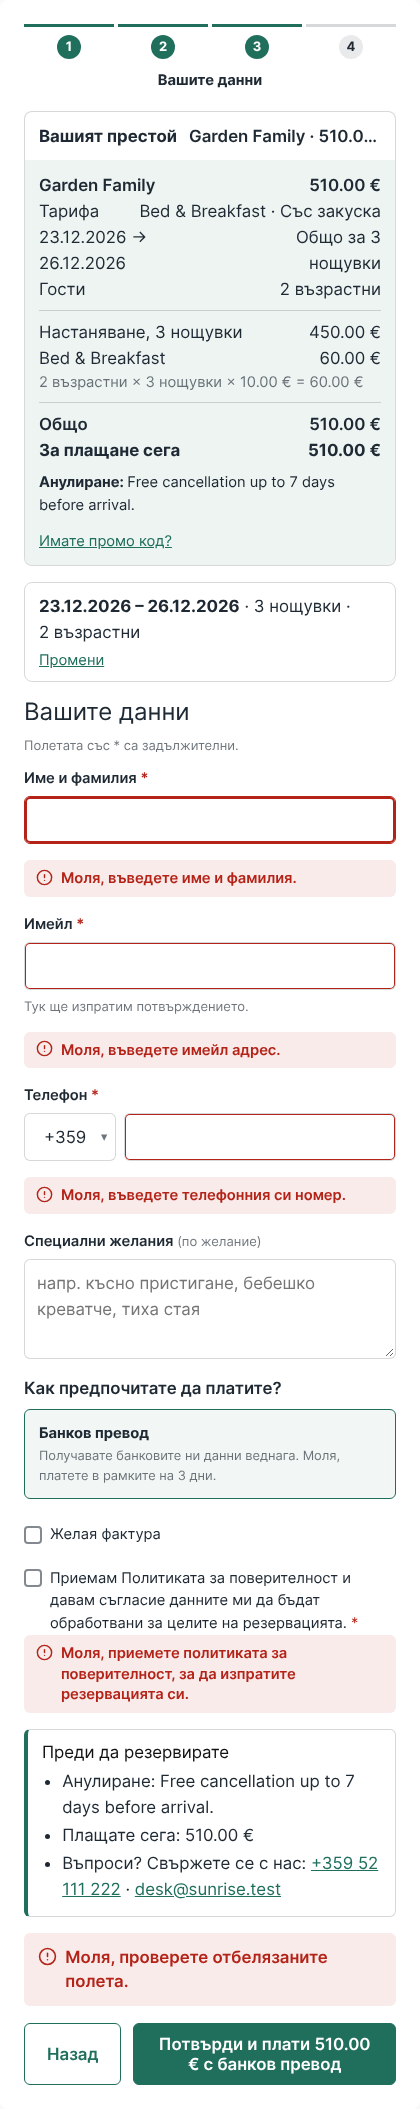 1 2 3 4
Вашите данни
Вашият престой Garden Family · 510.0...
Garden Family 510.00 €
Тарифа Bed & Breakfast · Със закуска
23.12.2026 → Общо за 3
26.12.2026 нощувки
Гости 2 възрастни
Настаняване, 3 нощувки 450.00 €
Bed & Breakfast 60.00 €
2 възрастни × 3 нощувки × 10.00 € = 60.00 €
Общо 510.00 €
За плащане сега 510.00 €
Анулиране: Free cancellation up to 7 days
before arrival.
Имате промо код?
23.12.2026 – 26.12.2026 · 3 нощувки ·
2 възрастни
Промени
Вашите данни
Полетата със * са задължителни.
Име и фамилия *
Моля, въведете име и фамилия.
Имейл *
Тук ще изпратим потвърждението.
Моля, въведете имейл адрес.
Телефон *
+359
Моля, въведете телефонния си номер.
Специални желания (по желание)
напр. късно пристигане, бебешко
креватче, тиха стая
Как предпочитате да платите?
Банков превод
Получавате банковите ни данни веднага. Моля,
платете в рамките на 3 дни.
Желая фактура
Приемам Политиката за поверителност и
давам съгласие данните ми да бъдат
обработвани за целите на резервацията. *
Моля, приемете политиката за
поверителност, за да изпратите
резервацията си.
Преди да резервирате
• Анулиране: Free cancellation up to 7
days before arrival.
• Плащате сега: 510.00 €
• Въпроси? Свържете се с нас: +359 52
111 222 · desk@sunrise.test
Моля, проверете отбелязаните
полета.
Назад
Потвърди и плати 510.00
€ с банков превод